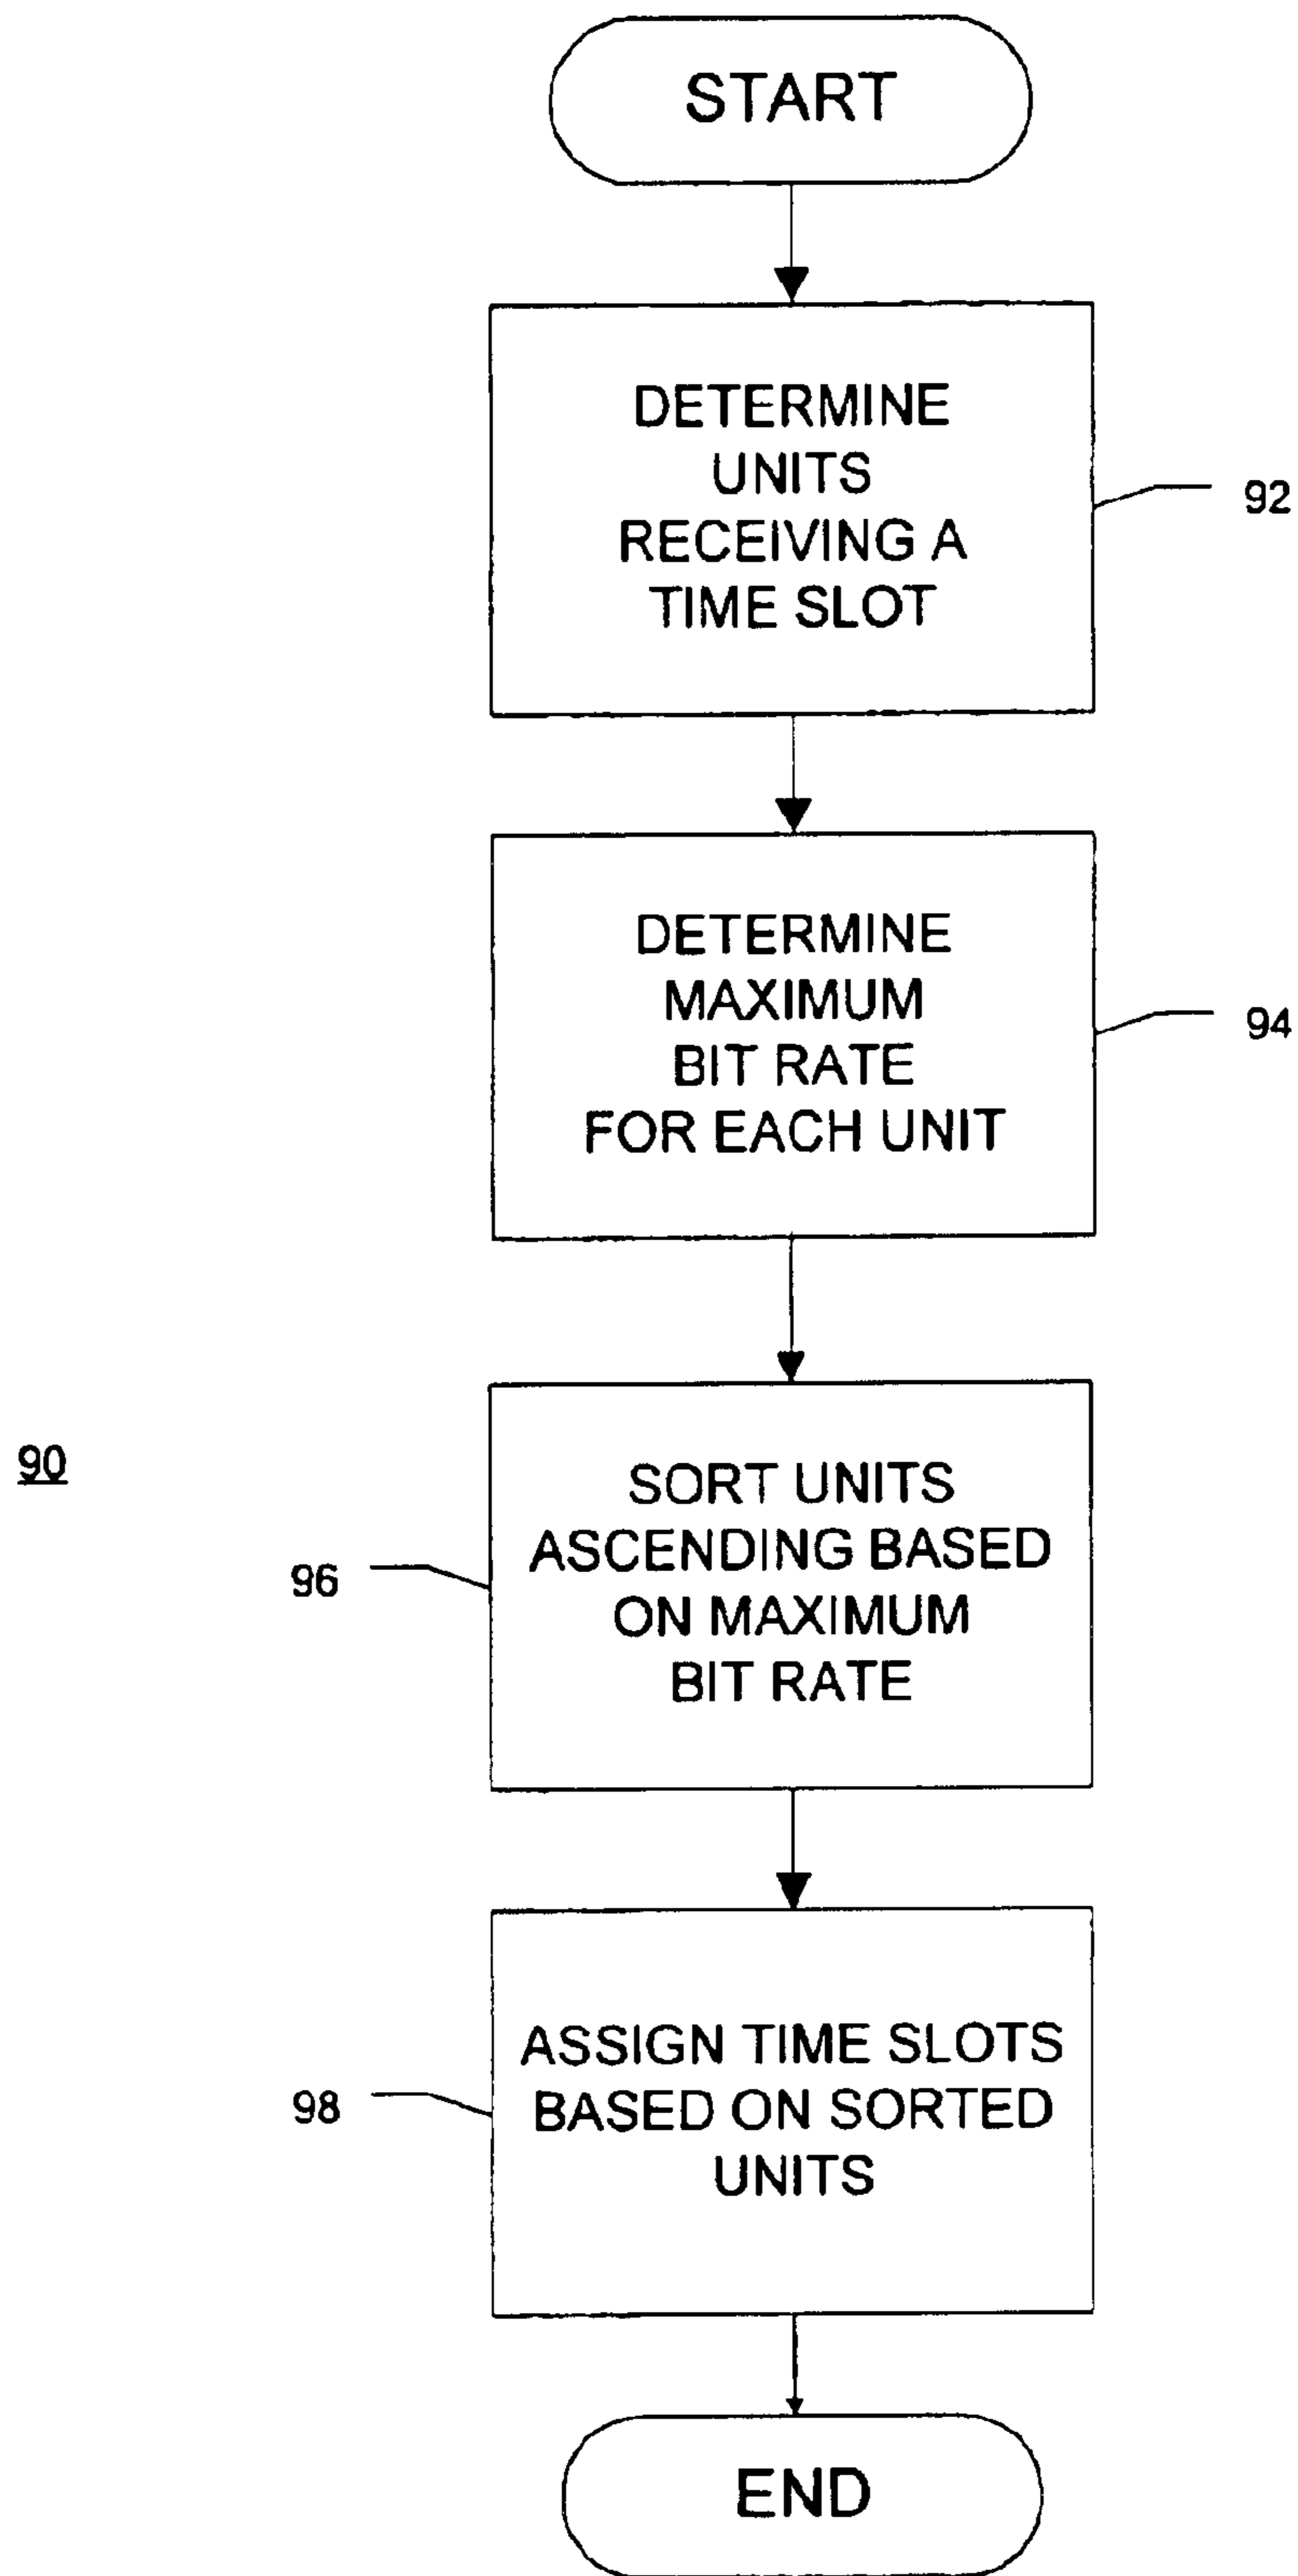 START
DETERMINE
UNITS
RECEIVING A
TIME SLOT
92
DETERMINE
MAXIMUM
BIT RATE
FOR EACH UNIT
94
90
SORT UNITS
ASCENDING BASED
ON MAXIMUM
BIT RATE
96
ASSIGN TIME SLOTS
BASED ON SORTED
UNITS
98
END